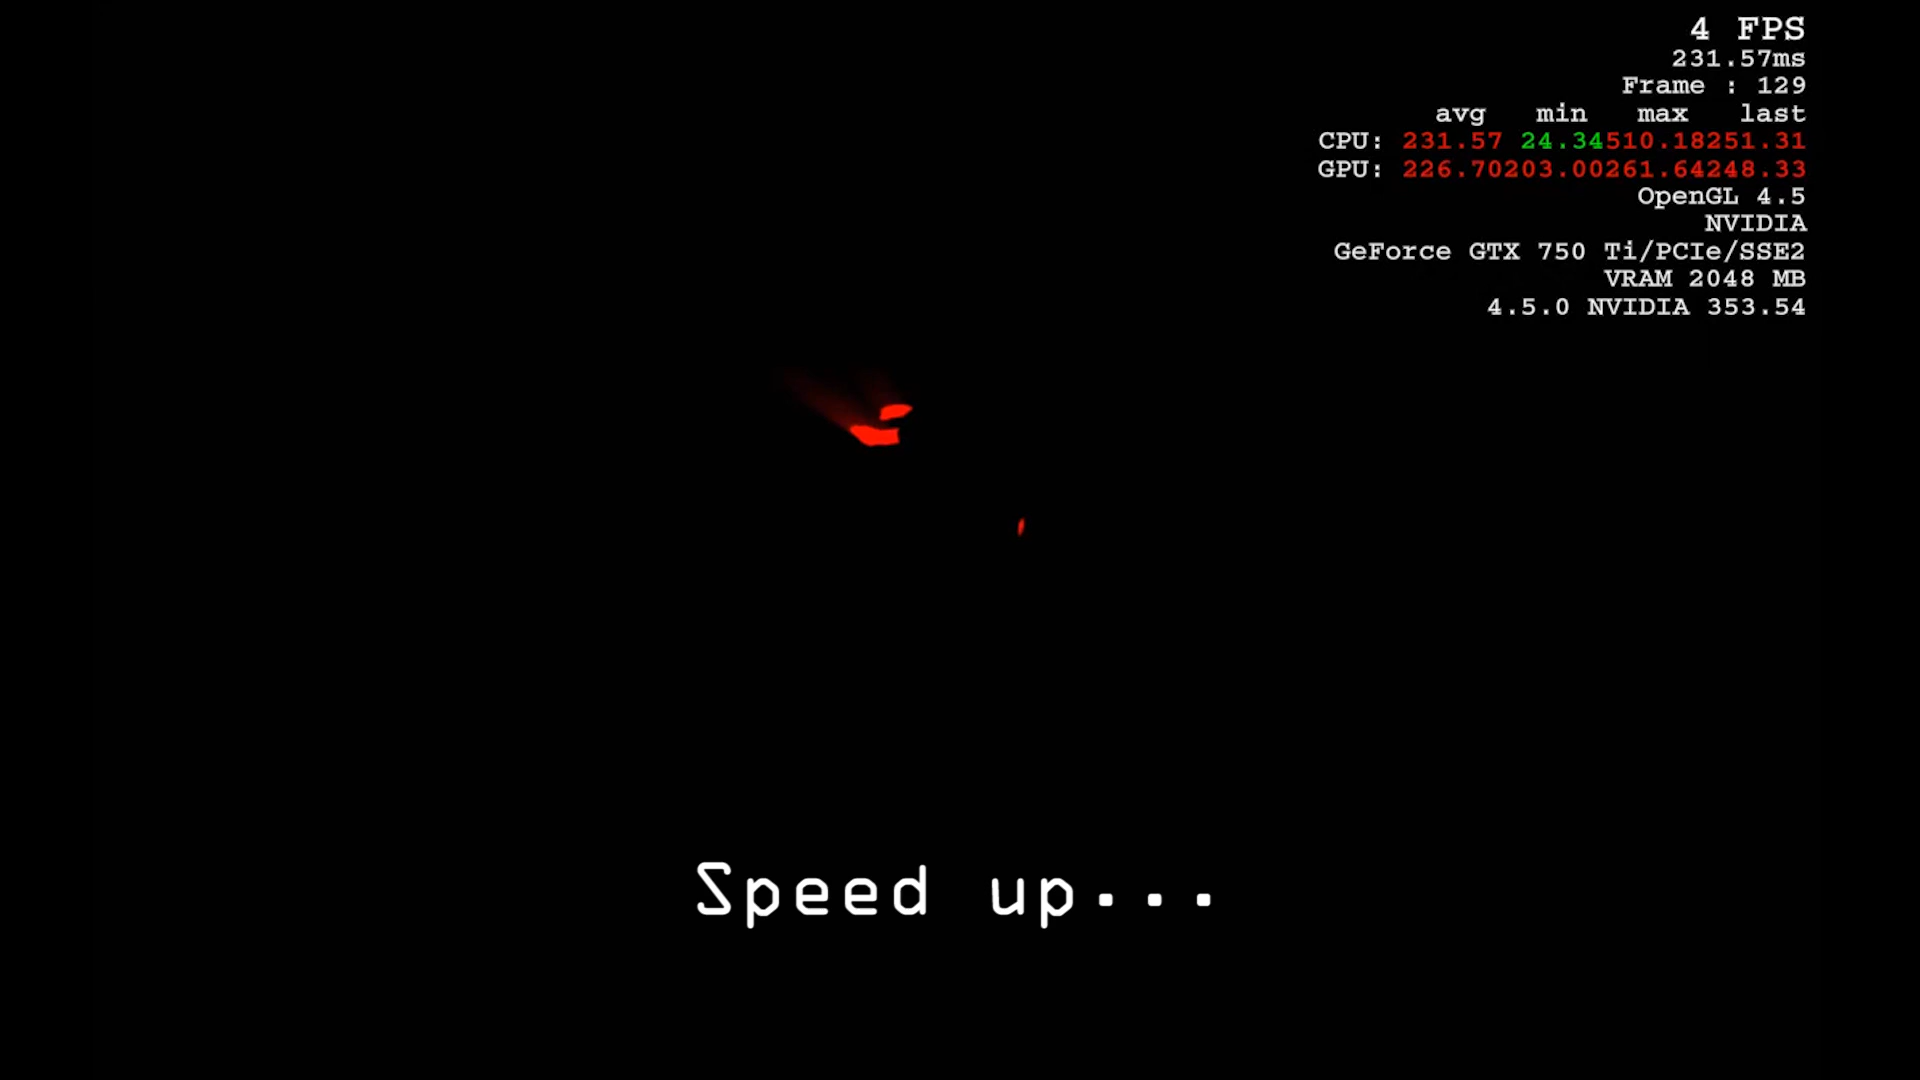 4 FPS
231.57ms
Frame : 129
avg min max last
CPU: 231.57 24.34510.18251.31
GPU: 226.70203.00261.64248.33
OpenGL 4.5
NVIDIA
GeForce GTX 750 Ti/PCIe/SSE2
VRAM 2048 MB
4.5.0 NVIDIA 353.54
Speed up...